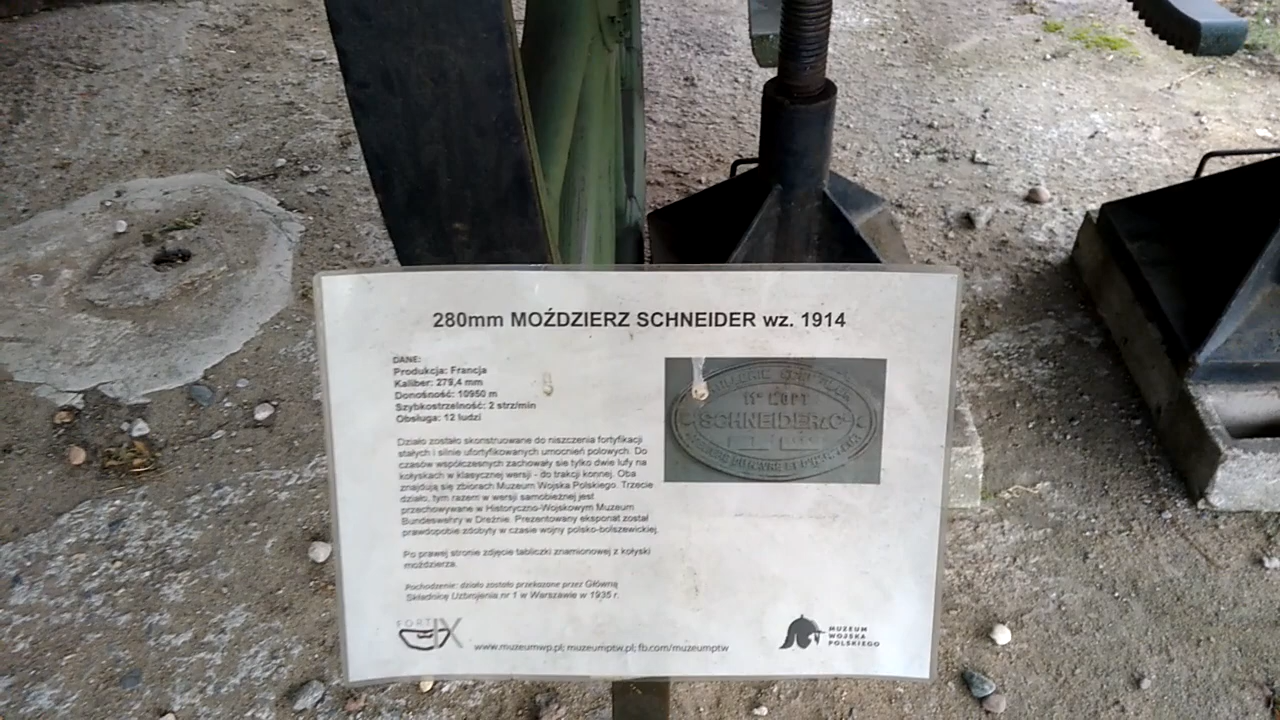 280mm MOŹDZIERZ SCHNEIDER wz. 1914
DANE:
Produkcja: Francja
Kaliber: 279,4 mm
Donośność: 10950 m
Szybkostrzelność: 2 strz/min
Obsługa: 12 ludzi
Działo zostało skonstruowane do niszczenia fortyfikacji
stałych i silnie ufortyfikowanych umocnień polowych. Do
czasów współczesnych zachowały sie tylko dwie lufy na
kołyskach w klasycznej wersji - do trakcji konnej. Oba
znajdują się zbiorach Muzeum Wojska Polskiego. Trzecie
działo, tym razem w wersji samobieżnej jest
przechowywane w Historyczno-Wojskowym Muzeum
Bundeswehry w Dreźnie. Prezentowany eksponat został
prawdopobie zdobyty w czasie wojny polsko-bolszewickiej.
Po prawej stronie zdjęcie tabliczki znamionowej z kołyski
moździerza.
Pochodzenie: działo zostało przekazane przez Główną
Składnicę Uzbrojenia nr 1 w Warszawie w 1935 r.
SCHNEIDER & Co
FORT IX
www.muzeumwp.pl; muzeumptw.pl; fb.com/muzeumptw
MUZEUM
WOJSKA
POLSKIEGO